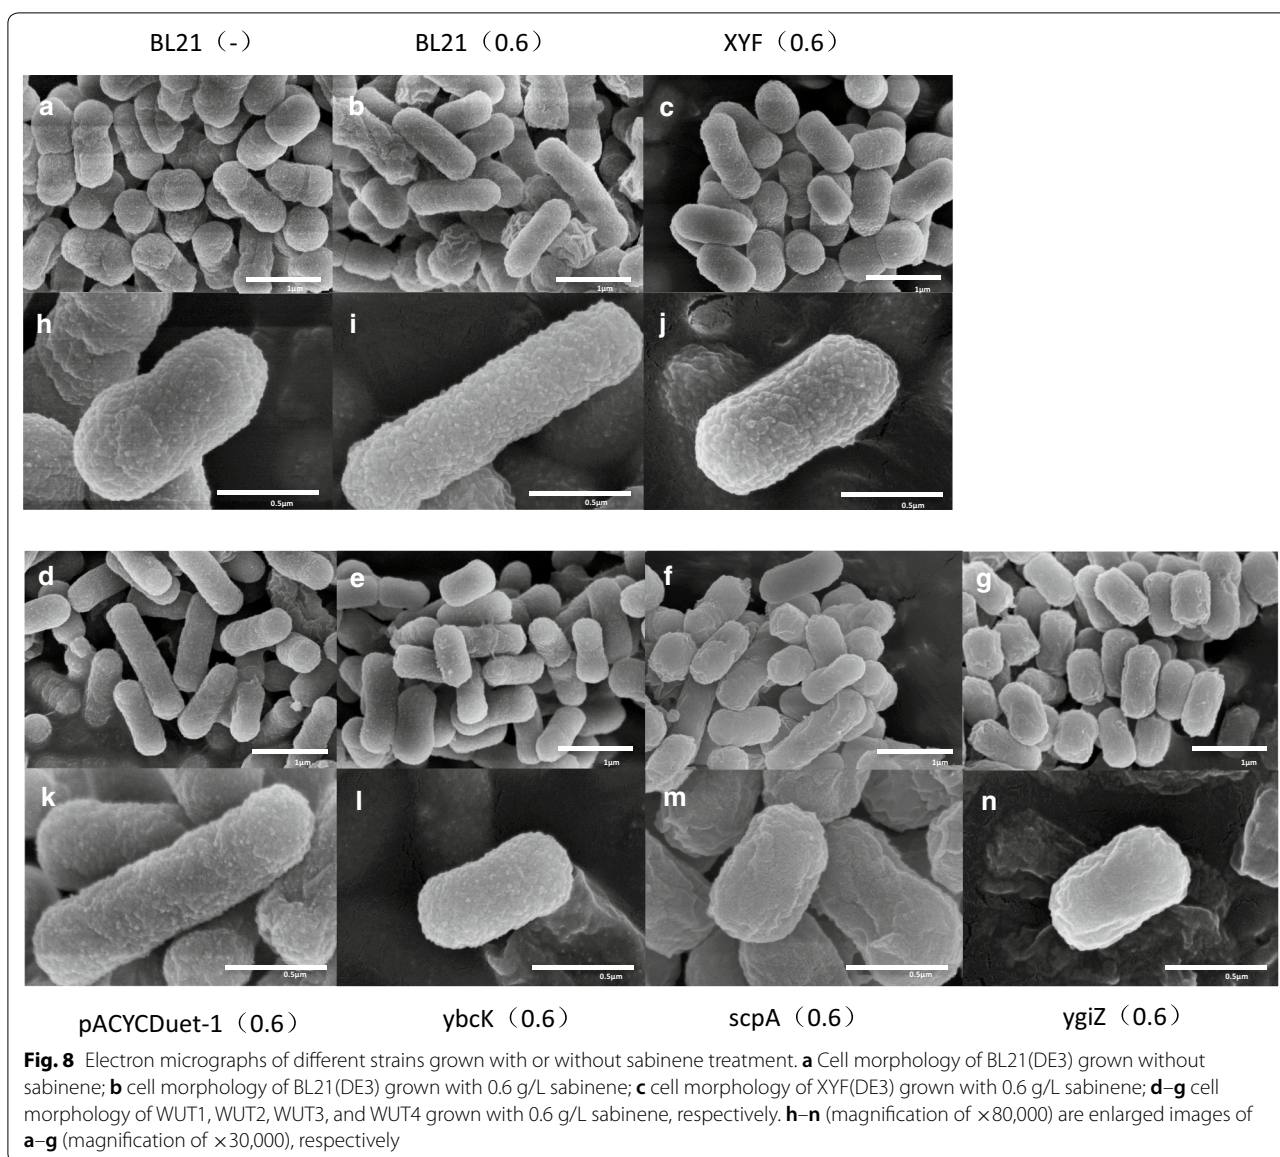 BL21（-） BL21（0.6） XYF（0.6）
a b c
1μm 1μm 1μm
h i j
0.5μm 0.5μm 0.5μm
d e f g
1μm 1μm 1μm 1μm
k l m n
0.5μm 0.5μm 0.5μm 0.5μm
pACYCDuet-1（0.6） ybcK（0.6） scpA（0.6） ygiZ（0.6）
Fig. 8 Electron micrographs of different strains grown with or without sabinene treatment. a Cell morphology of BL21(DE3) grown without
sabinene; b cell morphology of BL21(DE3) grown with 0.6 g/L sabinene; c cell morphology of XYF(DE3) grown with 0.6 g/L sabinene; d–g cell
morphology of WUT1, WUT2, WUT3, and WUT4 grown with 0.6 g/L sabinene, respectively. h–n (magnification of ×80,000) are enlarged images of
a–g (magnification of ×30,000), respectively